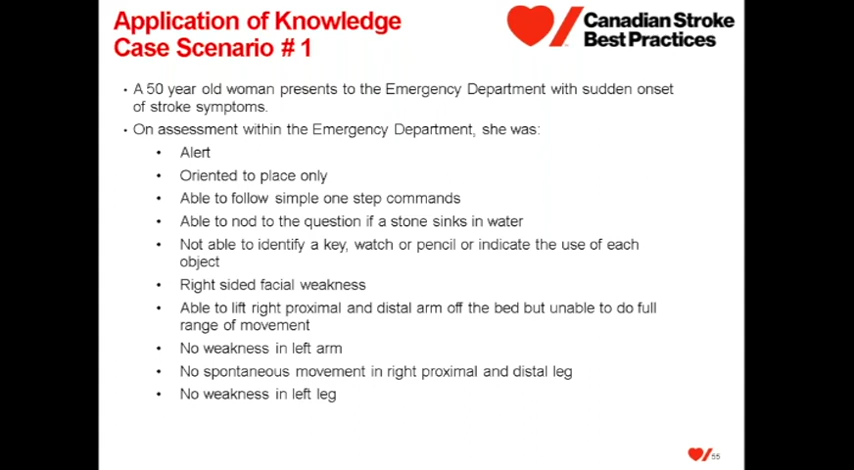 Application of Knowledge
Case Scenario # 1
Canadian Stroke
Best Practices
• A 50 year old woman presents to the Emergency Department with sudden onset
of stroke symptoms.
• On assessment within the Emergency Department, she was:
• Alert
• Oriented to place only
• Able to follow simple one step commands
• Able to nod to the question if a stone sinks in water
• Not able to identify a key, watch or pencil or indicate the use of each
object
• Right sided facial weakness
• Able to lift right proximal and distal arm off the bed but unable to do full
range of movement
• No weakness in left arm
• No spontaneous movement in right proximal and distal leg
• No weakness in left leg
55